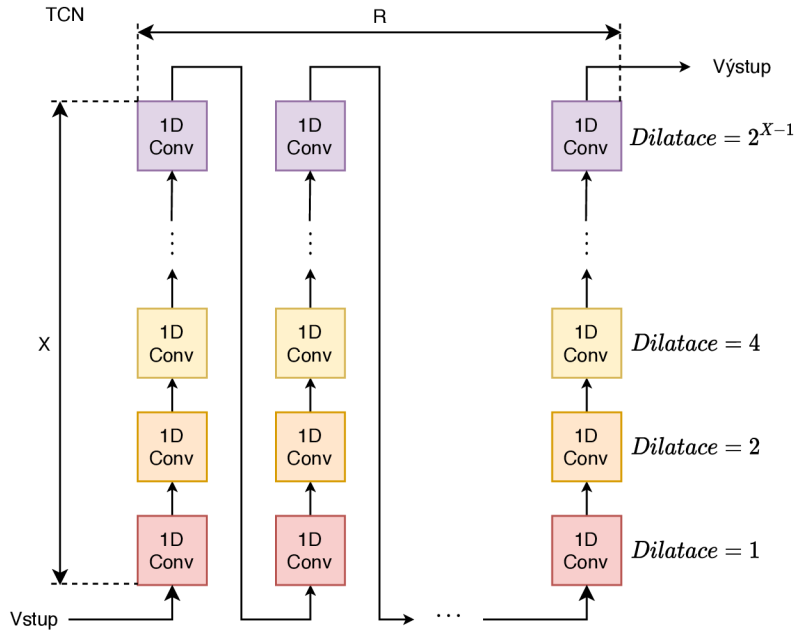 TCN
R
Výstup
1D
Conv
1D
Conv
1D
Conv
Dilatace = 2^{X-1}
⋮
⋮
⋮
X
1D
Conv
1D
Conv
1D
Conv
Dilatace = 4
1D
Conv
1D
Conv
1D
Conv
Dilatace = 2
1D
Conv
1D
Conv
1D
Conv
Dilatace = 1
Vstup
...